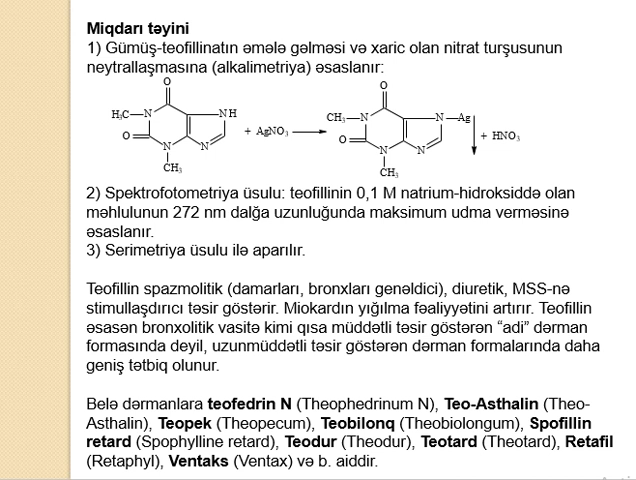 Miqdarı təyini
1) Gümüş-teofillinatın əmələ gəlməsi və xaric olan nitrat turşusunun
neytrallaşmasına (alkalimetriya) əsaslanır:
O
H₃C—N
NH
O
N
N
CH₃
+ AgNO₃
O
CH₃—N
N—Ag
O
N
N
CH₃
+ HNO₃
2) Spektrofotometriya üsulu: teofillinin 0,1 M natrium-hidroksiddə olan
məhlulunun 272 nm dalğa uzunluğunda maksimum udma verməsinə
əsaslanır.
3) Serimetriya üsulu ilə aparılır.
Teofillin spazmolitik (damarları, bronxları genəldici), diuretik, MSS-nə
stimullaşdırıcı təsir göstərir. Miokardın yığılma fəaliyyətini artırır. Teofillin
əsasən bronxolitik vasitə kimi qısa müddətli təsir göstərən “adi” dərman
formasında deyil, uzunmüddətli təsir göstərən dərman formalarında daha
geniş tətbiq olunur.
Belə dərmanlara teofedrin N (Theophedrinum N), Teo-Asthalin (Theo-
Asthalin), Teopek (Theopecum), Teobilonq (Theobiolongum), Spofillin
retard (Spophylline retard), Teodur (Theodur), Teotard (Theotard), Retafil
(Retaphyl), Ventaks (Ventax) və b. aiddir.